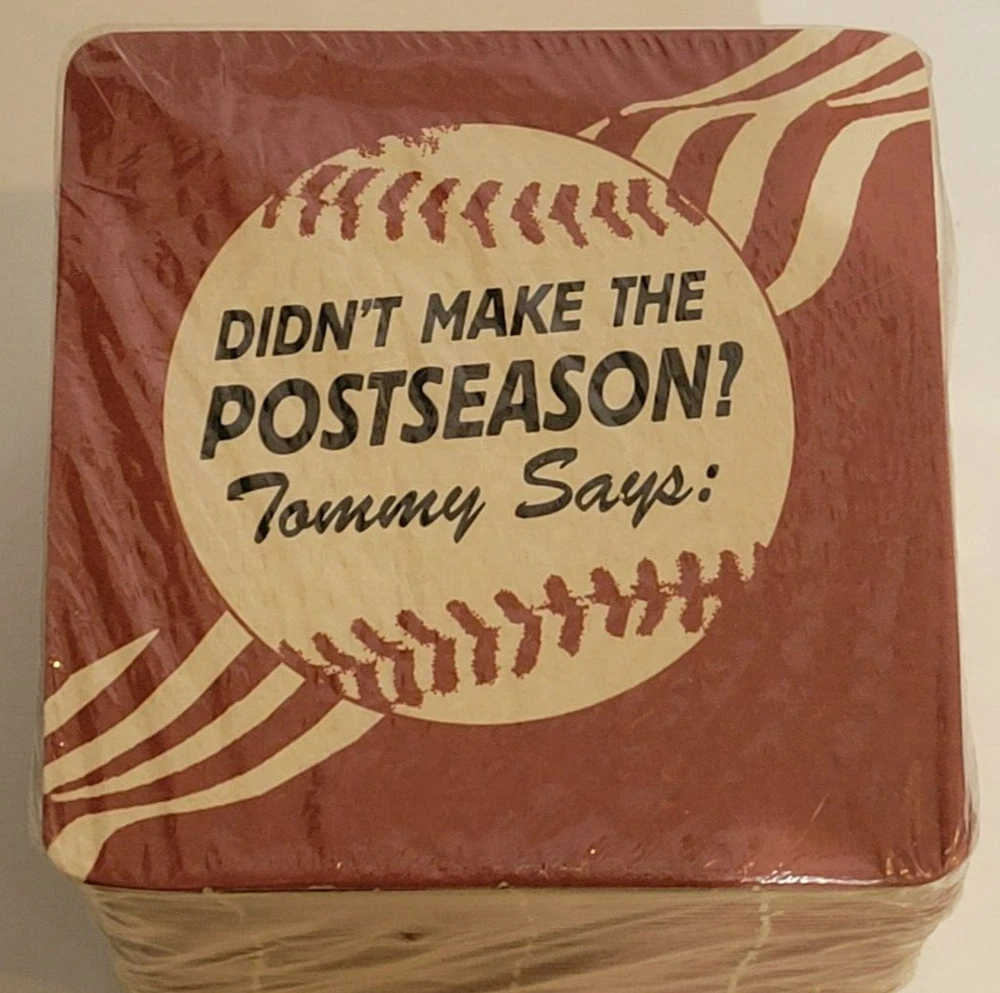 DIDN'T MAKE THE
POSTSEASON?
Tommy Says: